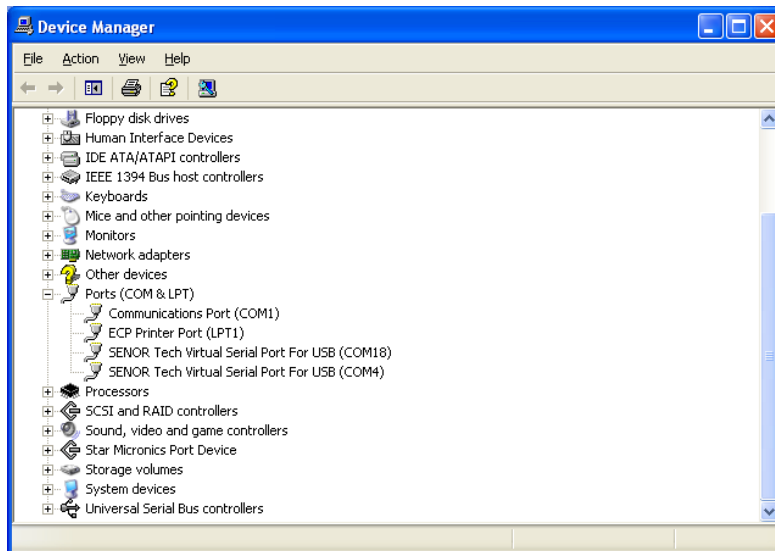 Device Manager
File Action View Help
Floppy disk drives
Human Interface Devices
IDE ATA/ATAPI controllers
IEEE 1394 Bus host controllers
Keyboards
Mice and other pointing devices
Monitors
Network adapters
Other devices
Ports (COM & LPT)
Communications Port (COM1)
ECP Printer Port (LPT1)
SENOR Tech Virtual Serial Port For USB (COM18)
SENOR Tech Virtual Serial Port For USB (COM4)
Processors
SCSI and RAID controllers
Sound, video and game controllers
Star Micronics Port Device
Storage volumes
System devices
Universal Serial Bus controllers